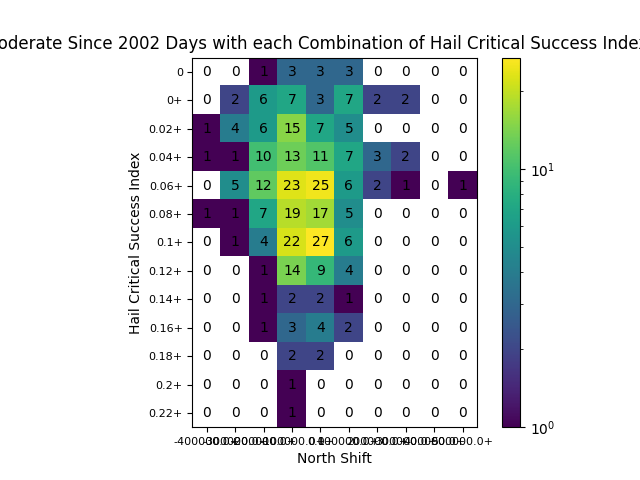 oderate Since 2002 Days with each Combination of Hail Critical Success Inde
0 0 0 1 3 3 3 0 0 0 0
0+ 0 2 6 7 3 7 2 2 0 0
0.02+ 1 4 6 15 7 5 0 0 0 0
0.04+ 1 1 10 13 11 7 3 2 0 0
0.06+ 0 5 12 23 25 6 2 1 0 1
0.08+ 1 1 7 19 17 5 0 0 0 0
0.1+ 0 1 4 22 27 6 0 0 0 0
0.12+ 0 0 1 14 9 4 0 0 0 0
0.14+ 0 0 1 2 2 1 0 0 0 0
0.16+ 0 0 1 3 4 2 0 0 0 0
0.18+ 0 0 0 2 2 0 0 0 0 0
0.2+ 0 0 0 1 0 0 0 0 0 0
0.22+ 0 0 0 1 0 0 0 0 0 0
Hail Critical Success Index
North Shift
10¹
10⁰